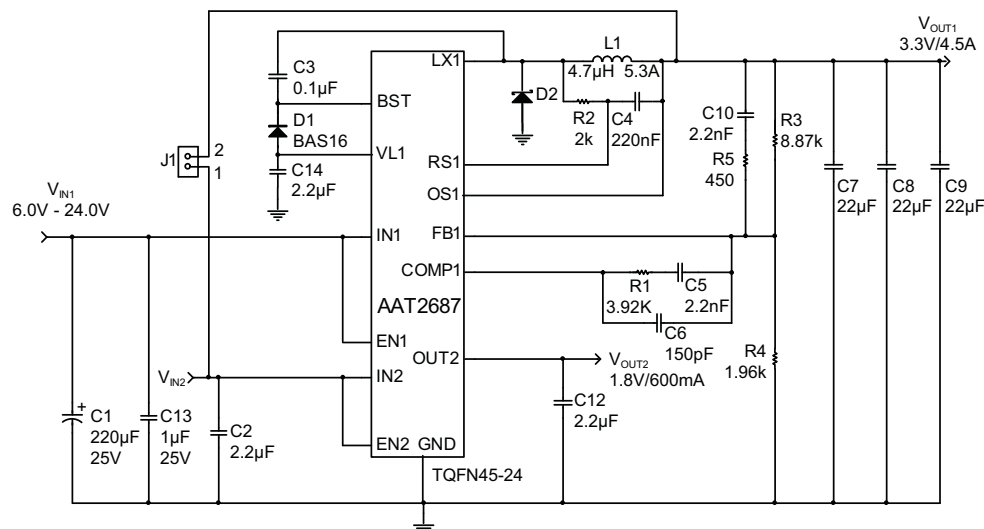 V_OUT1
3.3V/4.5A
L1
LX1
4.7µH 5.3A
C3
0.1µF
D2
BST
R2
2k
C4
220nF
C10
2.2nF
R3
8.87k
D1
BAS16
J1
2
1
VL1
RS1
R5
450
C14
2.2µF
OS1
C7
22µF
C8
22µF
C9
22µF
V_IN1
6.0V - 24.0V
IN1
FB1
COMP1
R1
3.92K
C5
2.2nF
AAT2687
C6
150pF
EN1
OUT2
R4
1.96k
V_OUT2
1.8V/600mA
V_IN2
IN2
C12
2.2µF
C1
+
220µF
25V
C13
1µF
25V
C2
2.2µF
EN2 GND
TQFN45-24